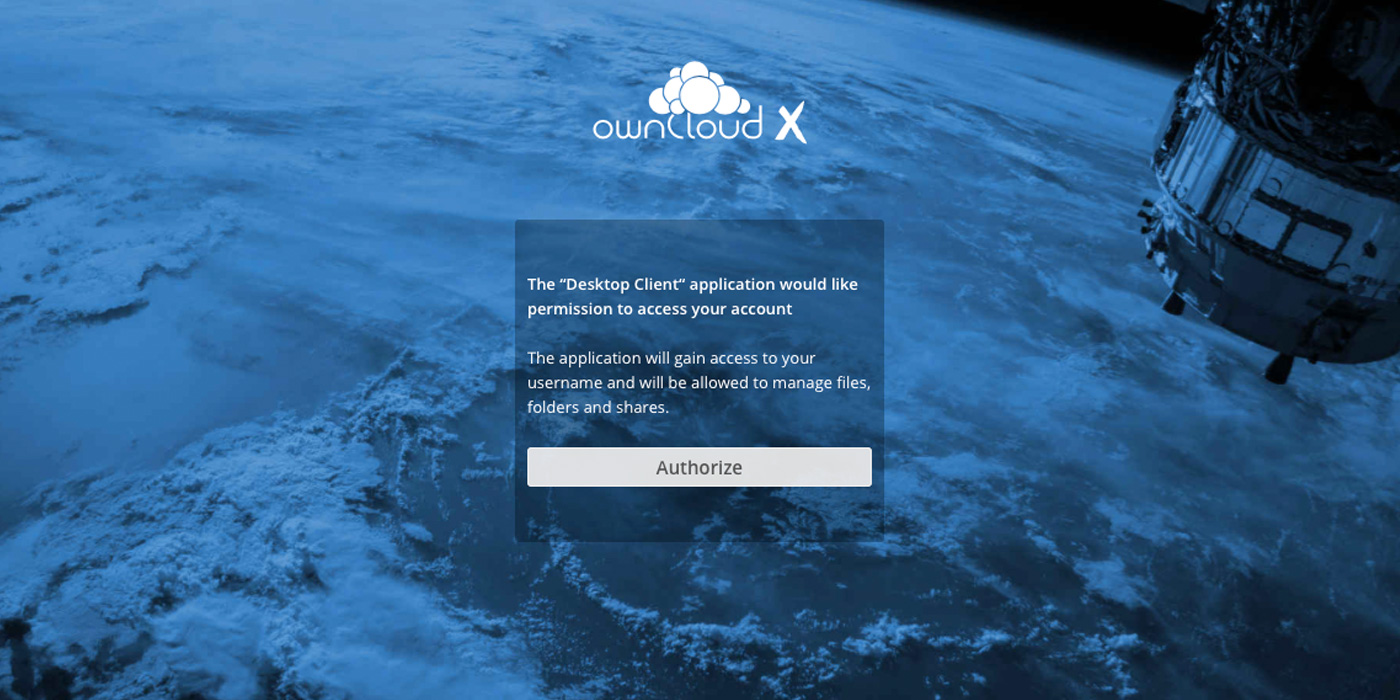 ownCloud X
The “Desktop Client“ application would like
permission to access your account
The application will gain access to your
username and will be allowed to manage files,
folders and shares.
Authorize